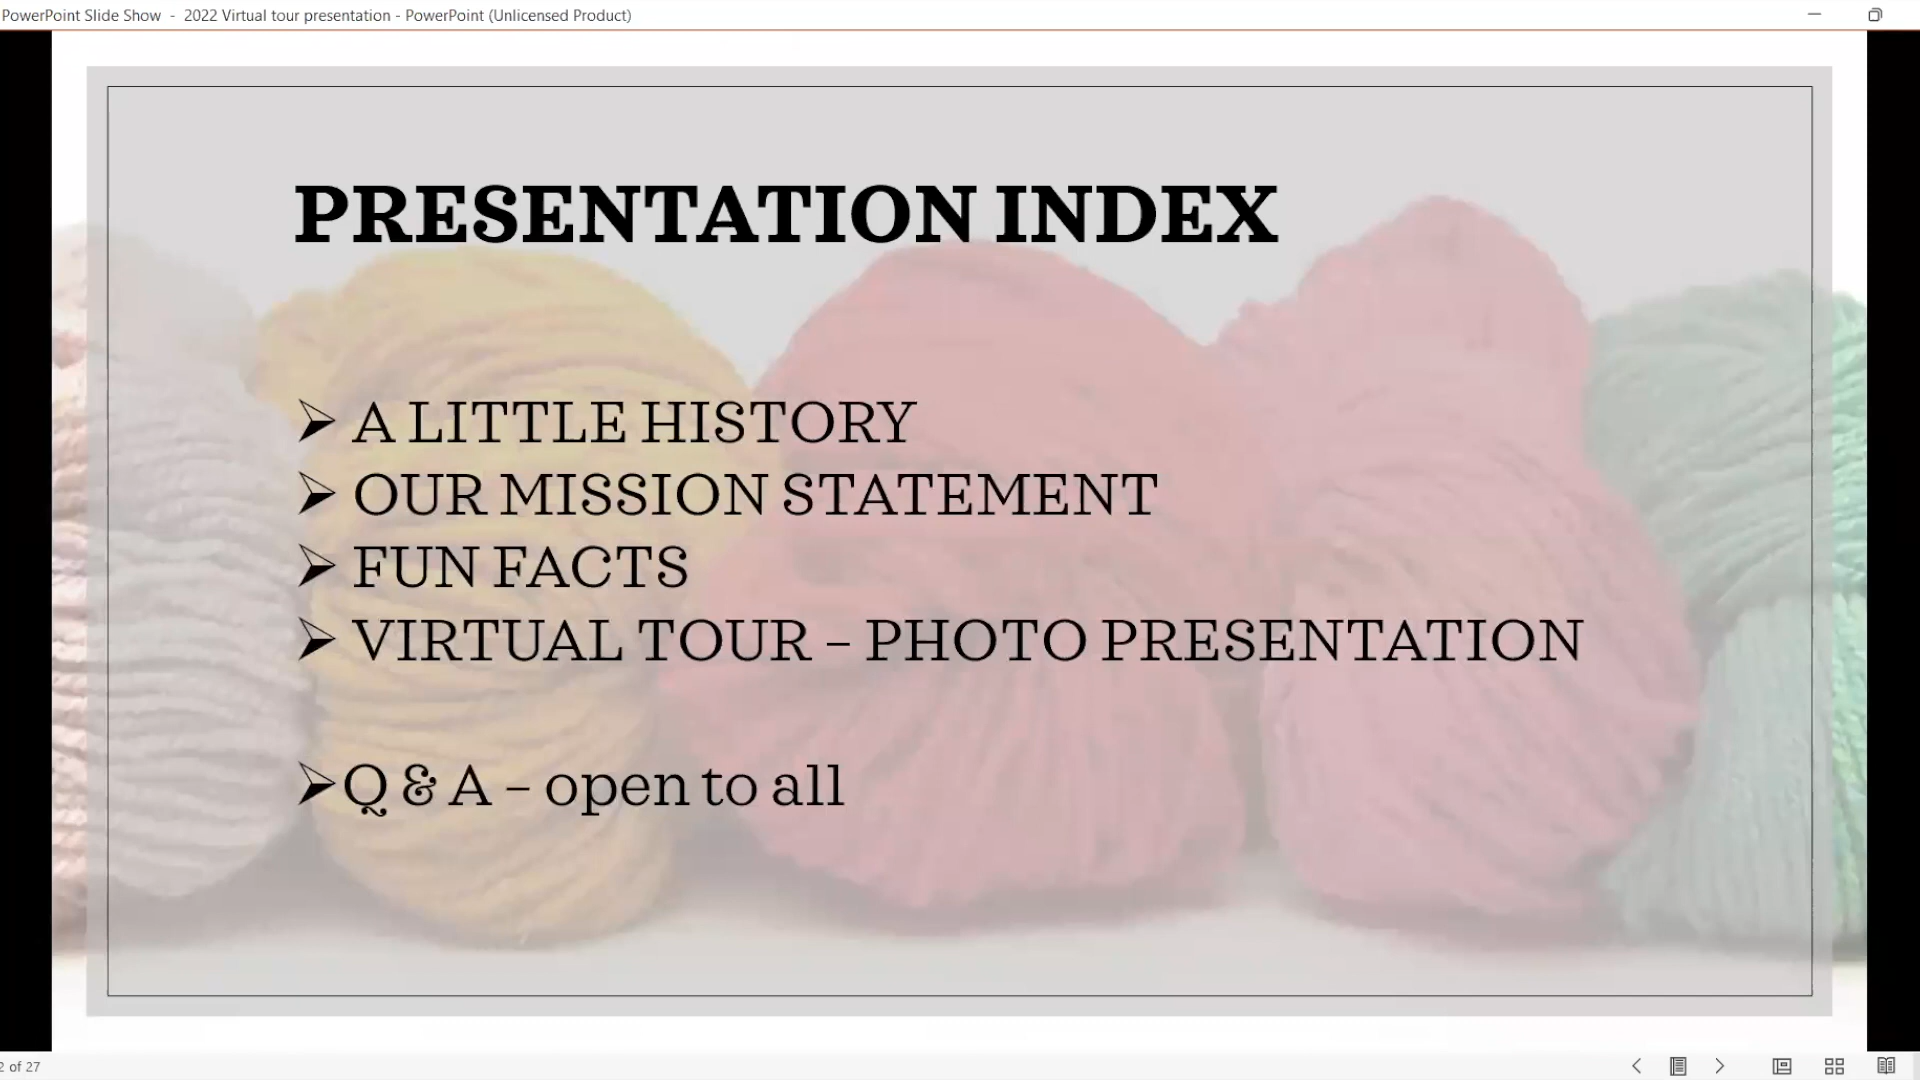 PowerPoint Slide Show - 2022 Virtual tour presentation - PowerPoint (Unlicensed Product)
PRESENTATION INDEX
➢ A LITTLE HISTORY
➢ OUR MISSION STATEMENT
➢ FUN FACTS
➢ VIRTUAL TOUR – PHOTO PRESENTATION
➢Q & A – open to all
2 of 27